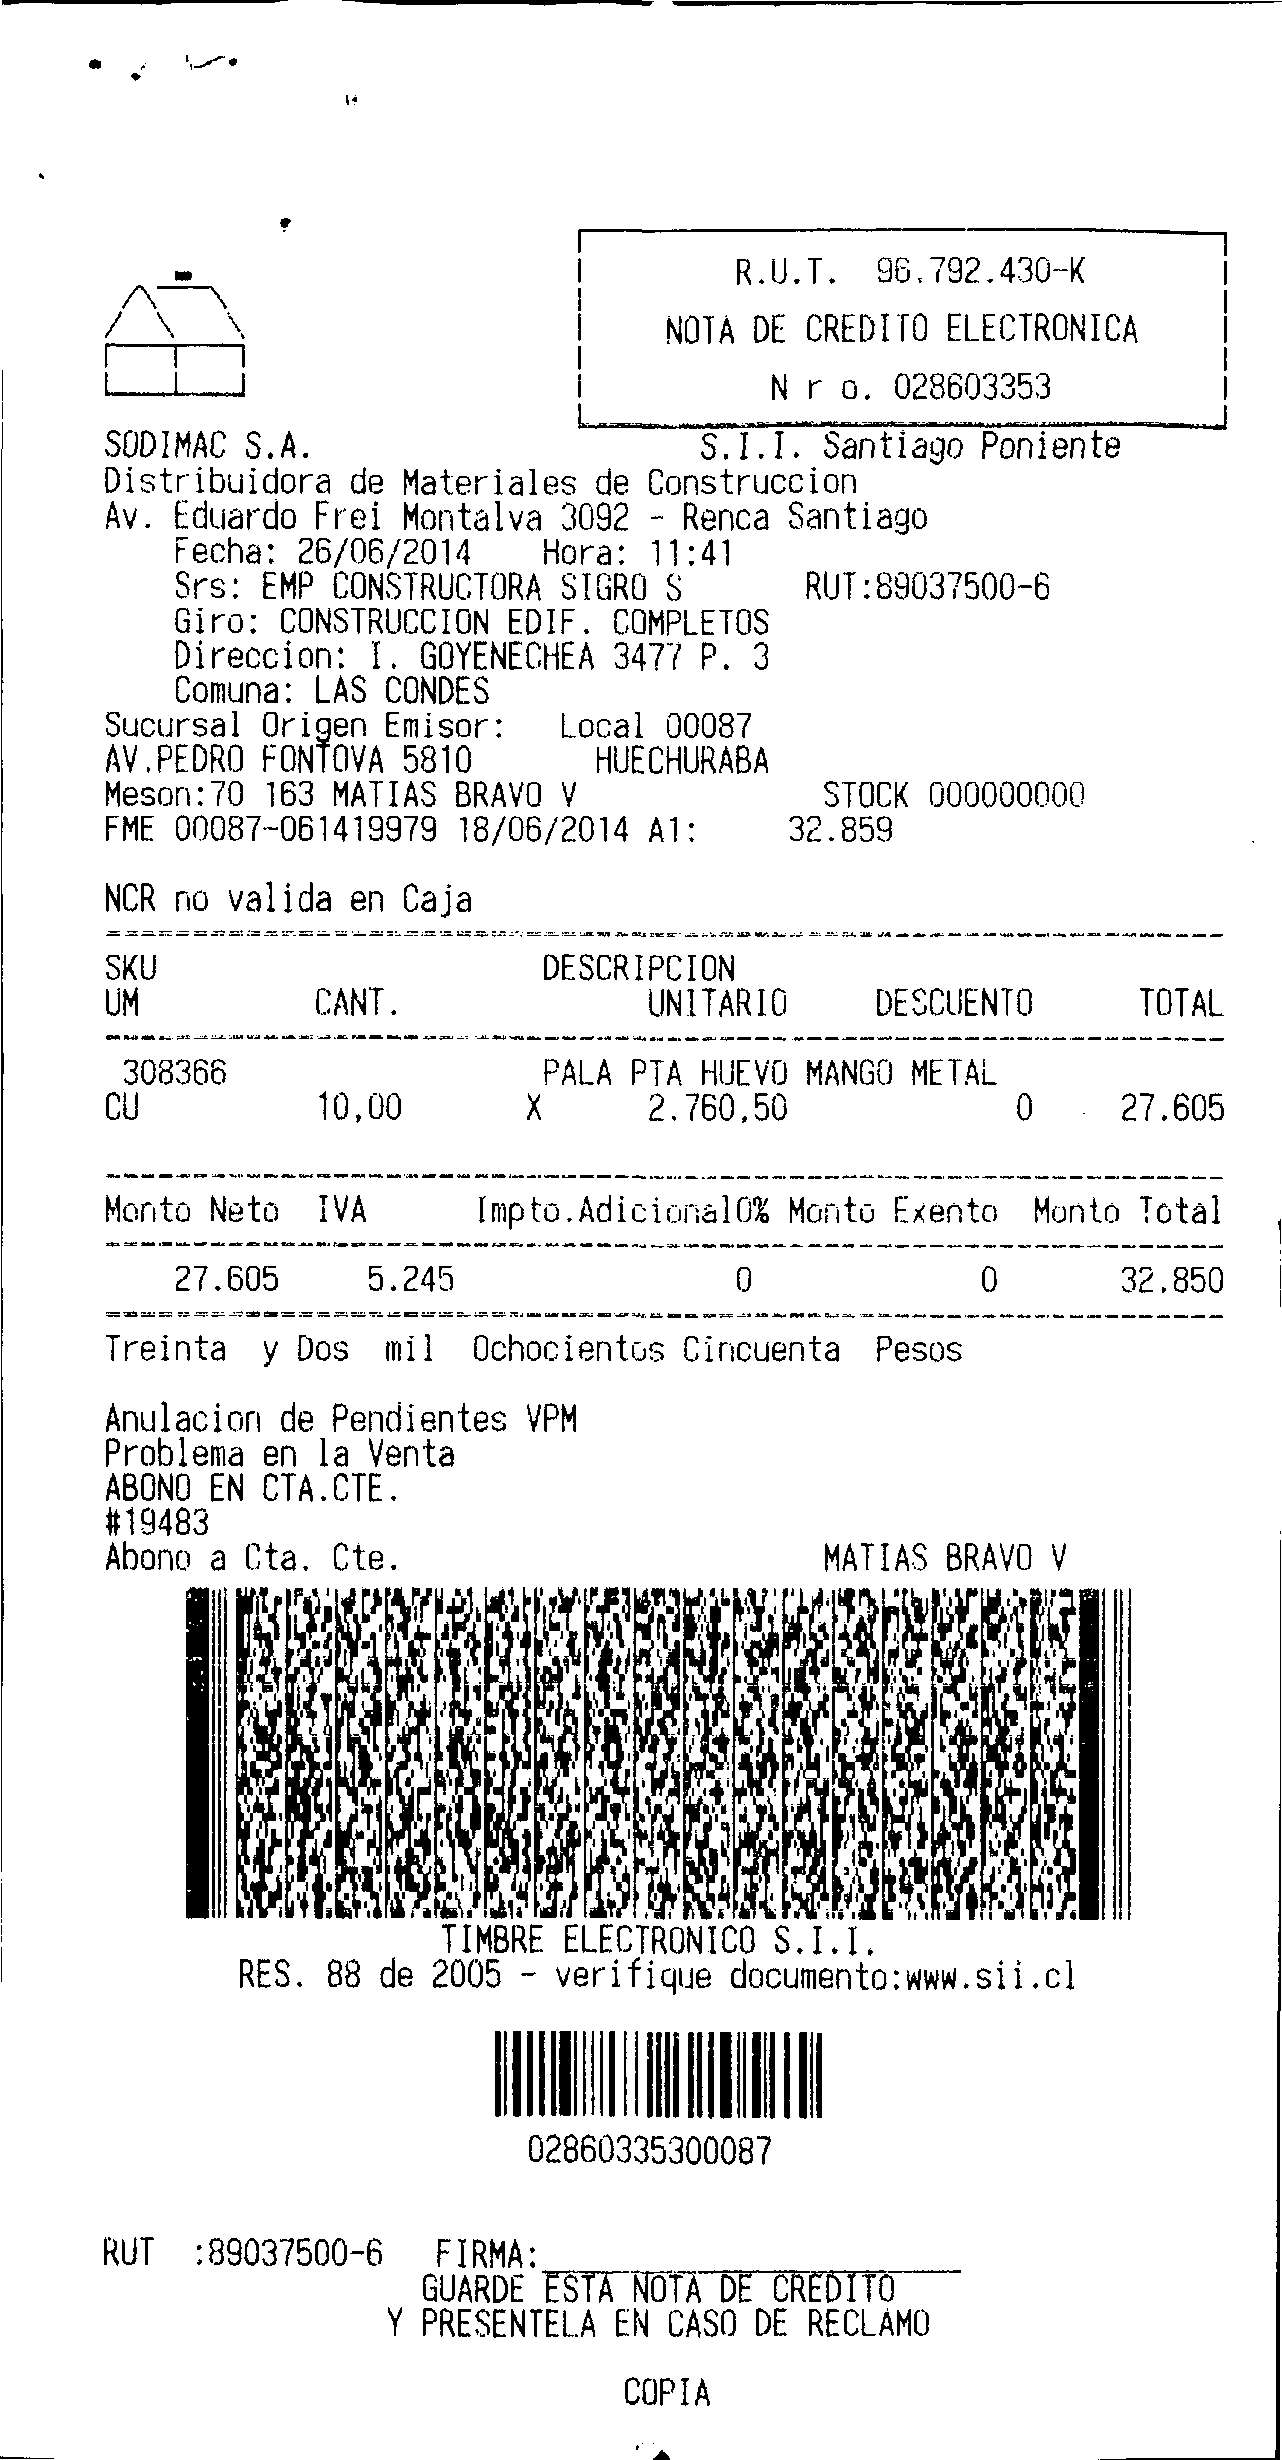 R.U.T. 96.792.430-K
NOTA DE CREDITO ELECTRONICA
N r o. 028603353
SODIMAC S.A. S.I.I. Santiago Poniente
Distribuidora de Materiales de Construccion
Av. Eduardo Frei Montalva 3092 - Renca Santiago
Fecha: 26/06/2014 Hora: 11:41
Srs: EMP CONSTRUCTORA SIGRO S RUT:89037500-6
Giro: CONSTRUCCION EDIF. COMPLETOS
Direccion: I. GOYENECHEA 3477 P. 3
Comuna: LAS CONDES
Sucursal Origen Emisor: Local 00087
AV.PEDRO FONTOVA 5810 HUECHURABA
Meson:70 163 MATIAS BRAVO V STOCK 000000000
FME 00087-061419979 18/06/2014 A1: 32.859
NCR no valida en Caja
SKU DESCRIPCION
UM CANT. UNITARIO DESCUENTO TOTAL
308366 PALA PTA HUEVO MANGO METAL
CU 10,00 X 2.760,50 0 27.605
Monto Neto IVA Impto.Adicional0% Monto Exento Monto Total
27.605 5.245 0 0 32.850
Treinta y Dos mil Ochocientos Cincuenta Pesos
Anulacion de Pendientes VPM
Problema en la Venta
ABONO EN CTA.CTE.
#19483
Abono a Cta. Cte. MATIAS BRAVO V
TIMBRE ELECTRONICO S.I.I.
RES. 88 de 2005 - verifique documento:www.sii.cl
02860335300087
RUT :89037500-6 FIRMA:
GUARDE ESTA NOTA DE CREDITO
Y PRESENTELA EN CASO DE RECLAMO
COPIA